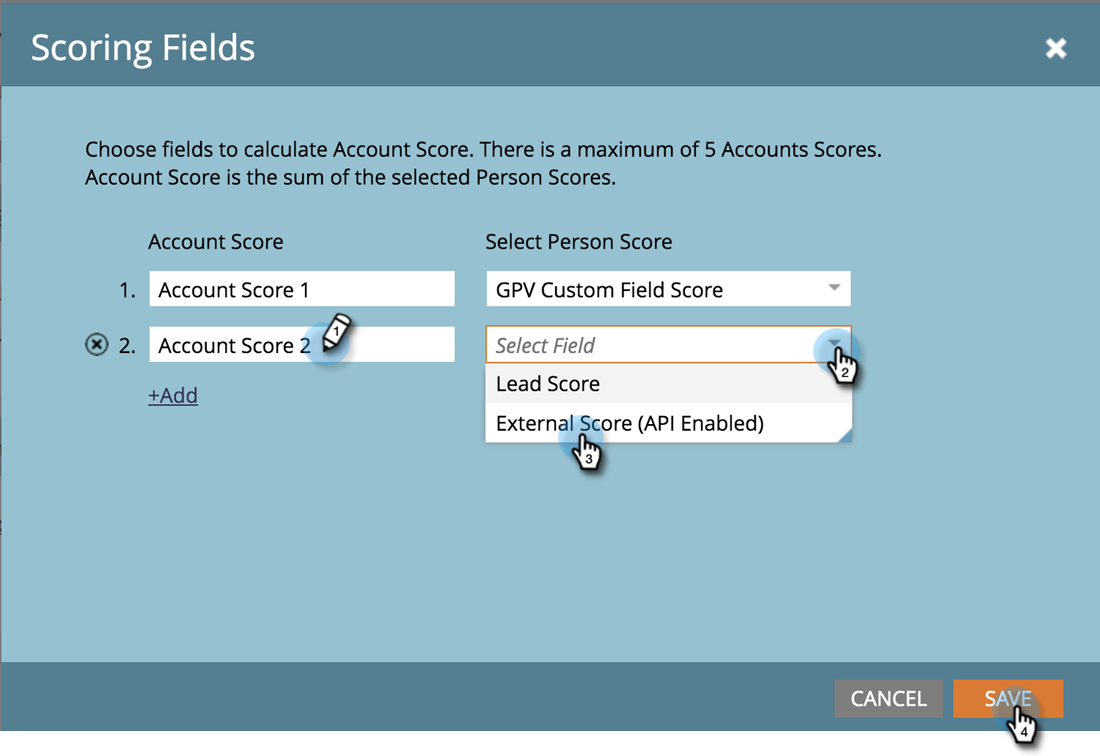 Scoring Fields
Choose fields to calculate Account Score. There is a maximum of 5 Accounts Scores.
Account Score is the sum of the selected Person Scores.
Account Score Select Person Score
1. Account Score 1 GPV Custom Field Score
2. Account Score 2 1 Select Field 2
+Add Lead Score
External Score (API Enabled)
3
CANCEL SAVE
4